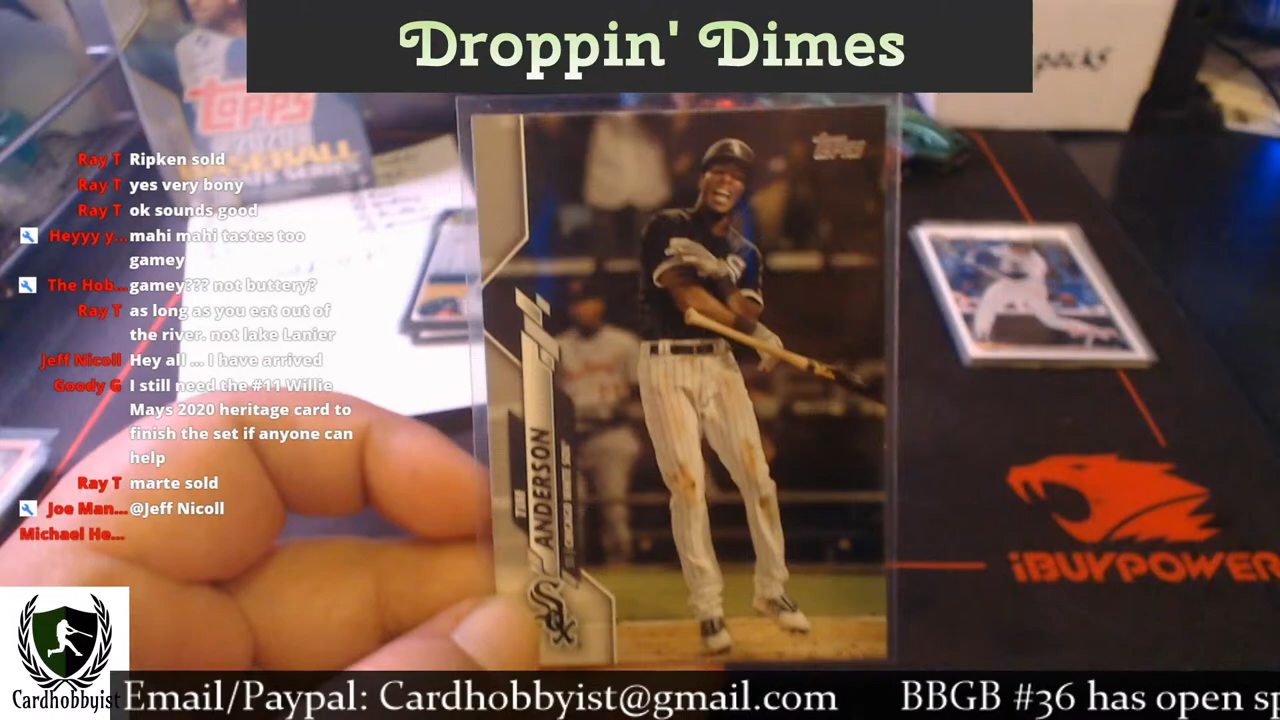 Droppin' Dimes
TOPPS
2020
BASEBALL
Topps
Ray T Ripken sold
Ray T yes very bony
Ray T ok sounds good
Heyyy y... mahi mahi tastes too
gamey
The Hob... gamey??? not buttery?
Ray T as long as you eat out of
the river. not lake Lanier
Jeff Nicoll Hey all ... I have arrived
Goody G I still need the #11 Willie
Mays 2020 heritage card to
finish the set if anyone can
help
Ray T marte sold
Joe Man... @Jeff Nicoll
Michael He...
TIM
ANDERSON
Sox
iBUYPOWER
Cardhobbyist
Email/Paypal: Cardhobbyist@gmail.com BBGB #36 has open sp